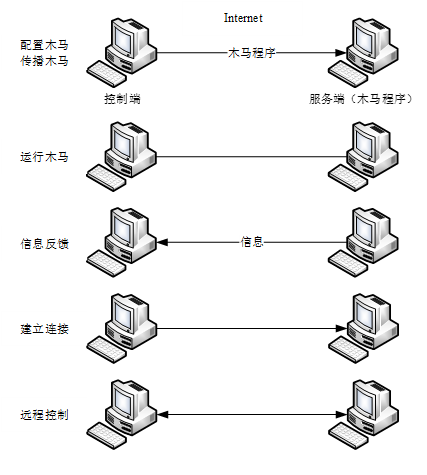 Internet
配置木马
传播木马
木马程序
控制端
服务端（木马程序）
运行木马
信息反馈
信息
建立连接
远程控制